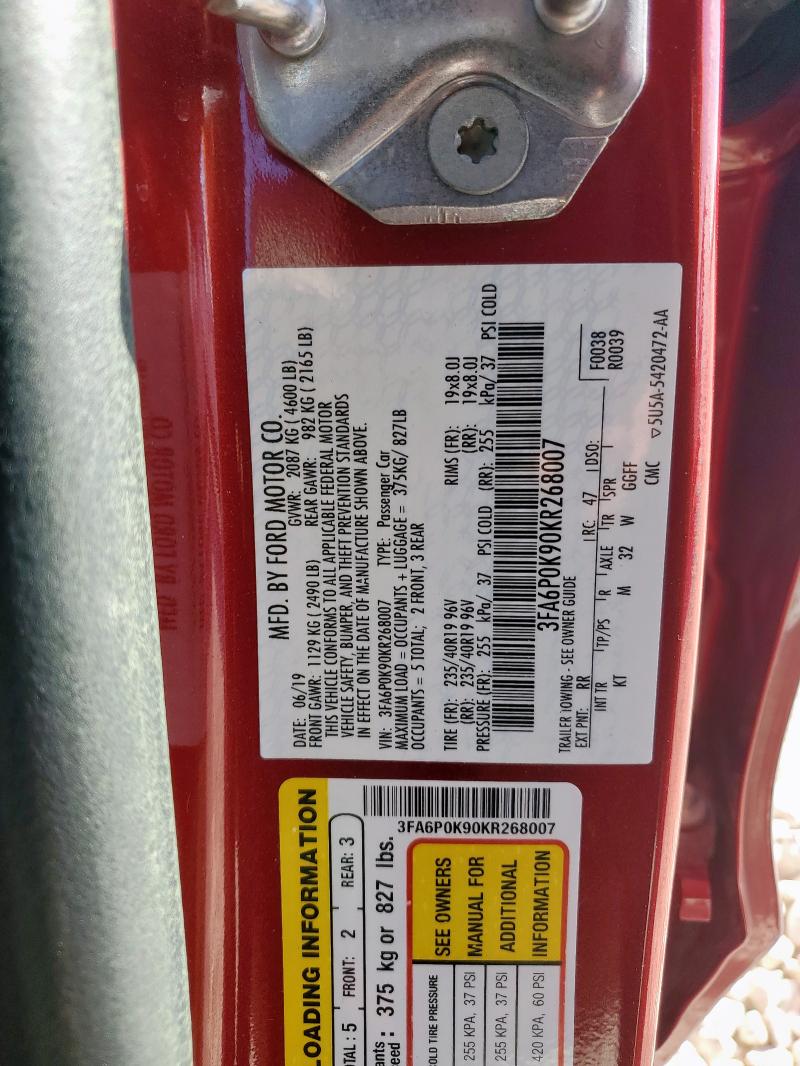 MFD. BY FORD MOTOR CO.
DATE: 06/19 GVWR: 2087 KG ( 4600 LB)
FRONT GAWR: 1129 KG ( 2490 LB) REAR GAWR: 982 KG ( 2165 LB)
THIS VEHICLE CONFORMS TO ALL APPLICABLE FEDERAL MOTOR
VEHICLE SAFETY, BUMPER, AND THEFT PREVENTION STANDARDS
IN EFFECT ON THE DATE OF MANUFACTURE SHOWN ABOVE.
VIN: 3FA6P0K90KR268007 TYPE: Passenger Car
MAXIMUM LOAD = OCCUPANTS + LUGGAGE = 375KG/ 827LB
OCCUPANTS = 5 TOTAL; 2 FRONT, 3 REAR
TIRE (FR): 235/40R19 96V RIMS (FR): 19x8.0J
(RR): 235/40R19 96V (RR): 19x8.0J
PRESSURE (FR): 255 kPa/ 37 PSI COLD (RR): 255 kPa/ 37 PSI COLD
3FA6P0K90KR268007
TRAILER TOWING - SEE OWNER GUIDE
EXT PNT: RR RC: 47 DSO: F0038
R0039
INT TR TP/PS R AXLE TR SPR
KT M 32 W GGFF
CMC ▽5U5A-5420472-AA
LOADING INFORMATION
OTAL : 5 FRONT: 2 REAR: 3
ants
eed : 375 kg or 827 lbs.
3FA6P0K90KR268007
OLD TIRE PRESSURE
255 KPA, 37 PSI
255 KPA, 37 PSI
420 KPA, 60 PSI
SEE OWNERS
MANUAL FOR
ADDITIONAL
INFORMATION